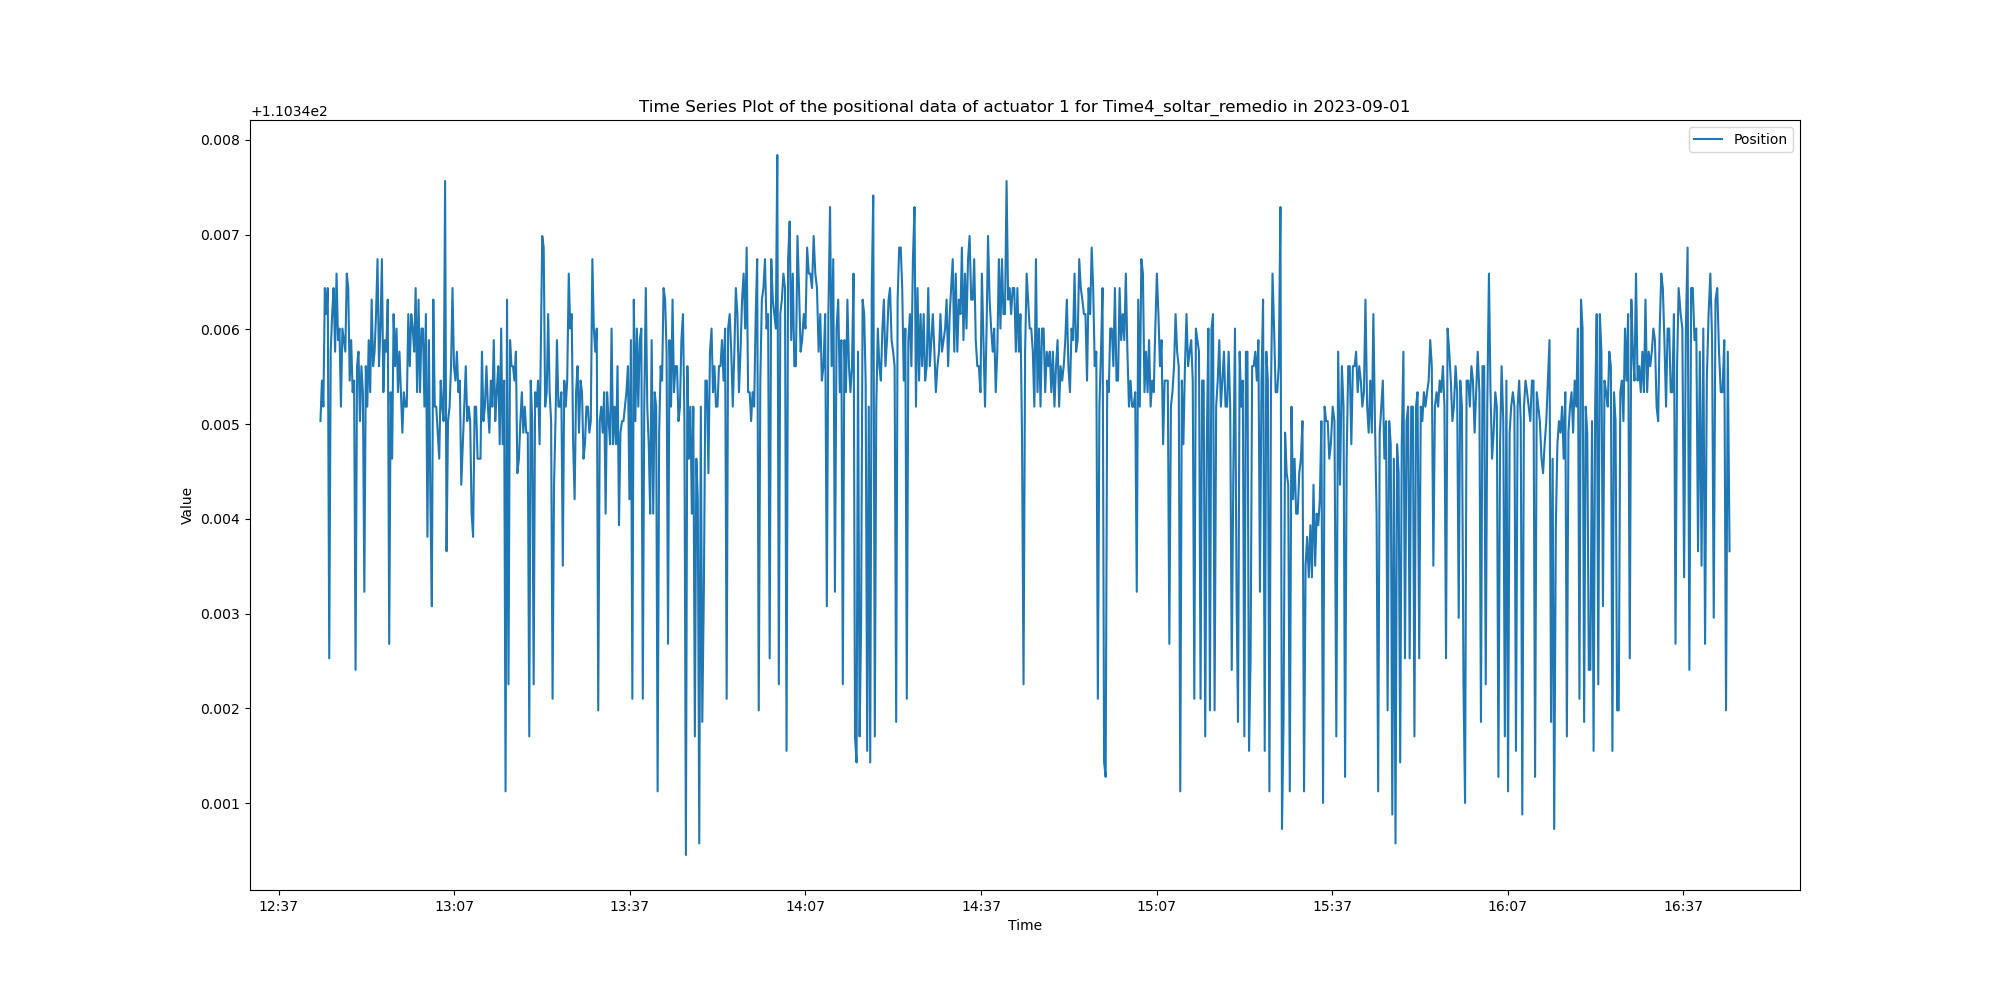 Time Series Plot of the positional data of actuator 1 for Time4_soltar_remedio in 2023-09-01
+1.1034e2
Position
0.008
0.007
0.006
0.005
0.004
0.003
0.002
0.001
Value
12:37 13:07 13:37 14:07 14:37 15:07 15:37 16:07 16:37
Time